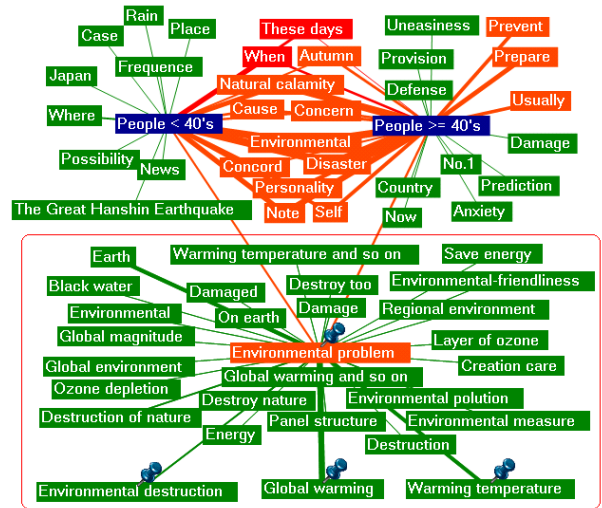 Rain
These days
Uneasiness
Prevent
Case
Place
When
Autumn
Provision
Prepare
Japan
Frequence
Natural calamity
Defense
Usually
Where
Cause
Concern
People < 40's
People >= 40's
Environmental
Damage
Possibility
News
Concord
Disaster
No.1
Personality
Country
Prediction
The Great Hanshin Earthquake
Note
Self
Now
Anxiety
Earth
Warming temperature and so on
Save energy
Black water
Damaged
Destroy too
Environmental-friendliness
Environmental
On earth
Damage
Regional environment
Global magnitude
Environmental problem
Layer of ozone
Global environment
Global warming and so on
Creation care
Ozone depletion
Destroy nature
Environmental polution
Destruction of nature
Panel structure
Environmental measure
Energy
Destruction
Environmental destruction
Global warming
Warming temperature